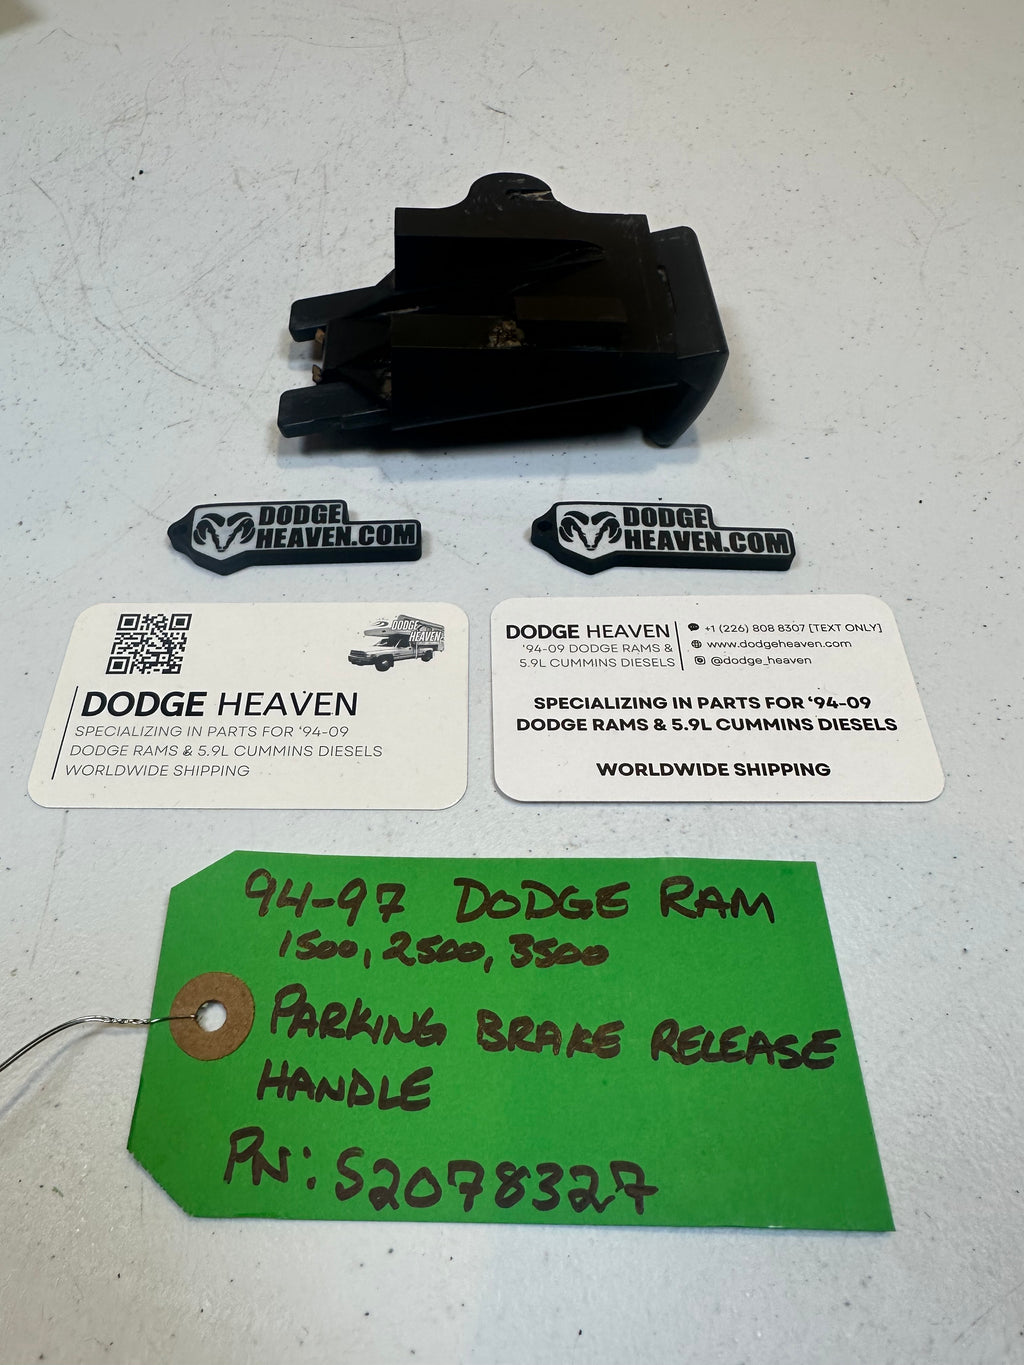 DODGE
HEAVEN.COM
DODGE
HEAVEN.COM
DODGE
HEAVEN
DODGE HEAVEN
SPECIALIZING IN PARTS FOR '94-09
DODGE RAMS & 5.9L CUMMINS DIESELS
WORLDWIDE SHIPPING
DODGE HEAVEN
'94-09 DODGE RAMS &
5.9L CUMMINS DIESELS
+1 (226) 808 8307 [TEXT ONLY]
www.dodgeheaven.com
@dodge_heaven
SPECIALIZING IN PARTS FOR '94-09
DODGE RAMS & 5.9L CUMMINS DIESELS
WORLDWIDE SHIPPING
94-97 DODGE RAM
1500, 2500, 3500
PARKING BRAKE RELEASE
HANDLE
PN: 52078327